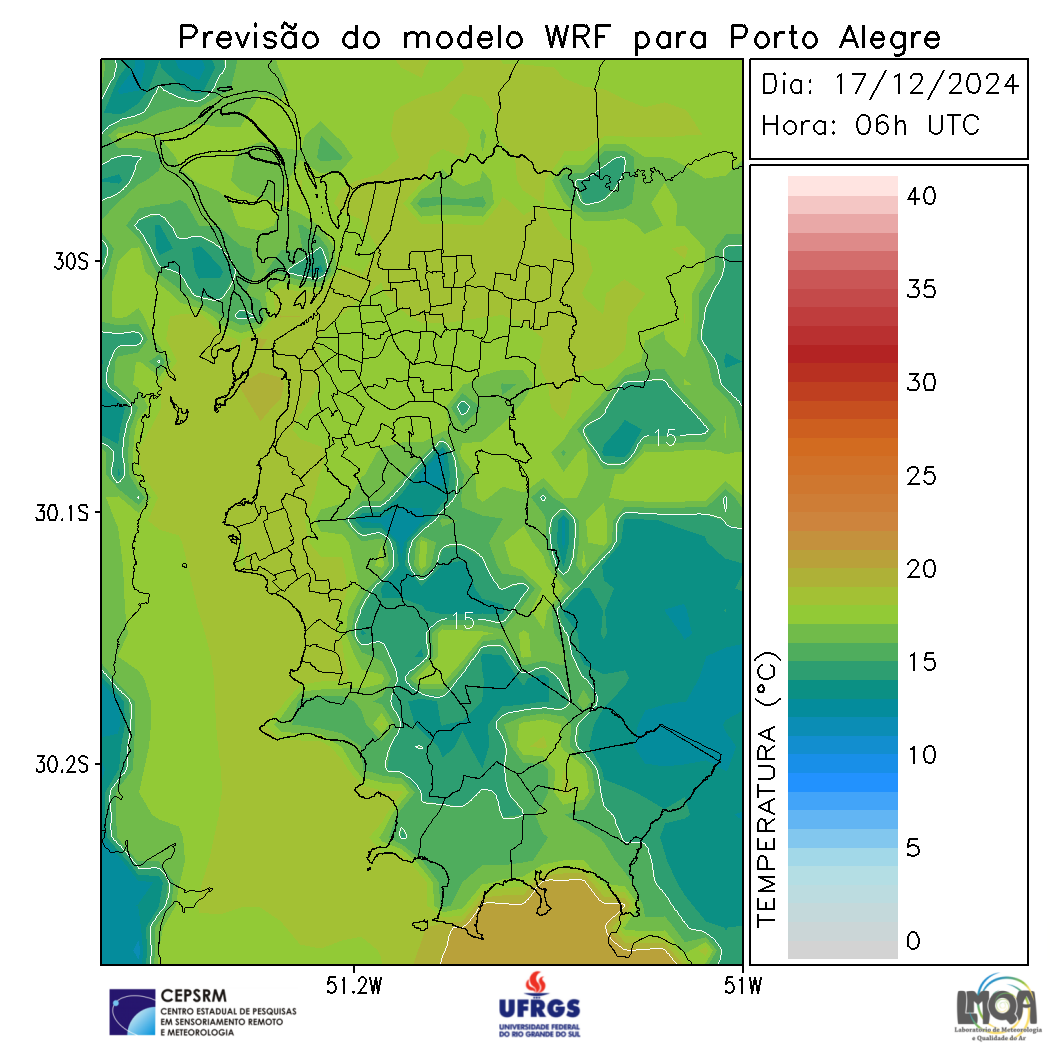 Previsão do modelo WRF para Porto Alegre
Dia: 17/12/2024
Hora: 06h UTC
40
35
30
25
20
15
10
5
0
TEMPERATURA (°C)
30S
30.1S
30.2S
51.2W
51W
15
15
CEPSRM
CENTRO ESTADUAL DE PESQUISAS
EM SENSORIAMENTO REMOTO
E METEOROLOGIA
UFRGS
UNIVERSIDADE FEDERAL
DO RIO GRANDE DO SUL
LMQA
Laboratório de Meteorologia
e Qualidade do Ar